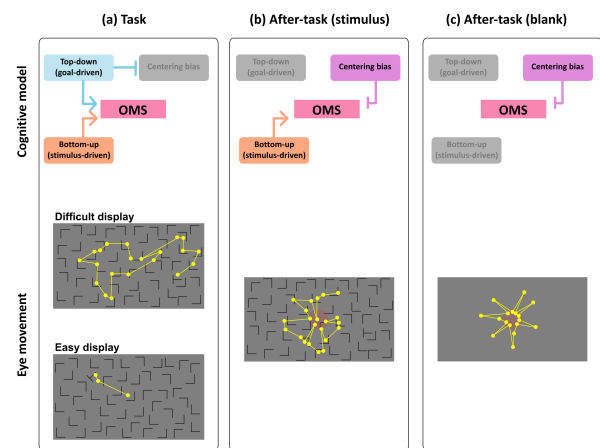 (a) Task
(b) After-task (stimulus)
(c) After-task (blank)
Cognitive model
Top-down
(goal-driven)
Centering bias
OMS
Bottom-up
(stimulus-driven)
Top-down
(goal-driven)
Centering bias
OMS
Bottom-up
(stimulus-driven)
Top-down
(goal-driven)
Centering bias
OMS
Bottom-up
(stimulus-driven)
Eye movement
Difficult display
Easy display